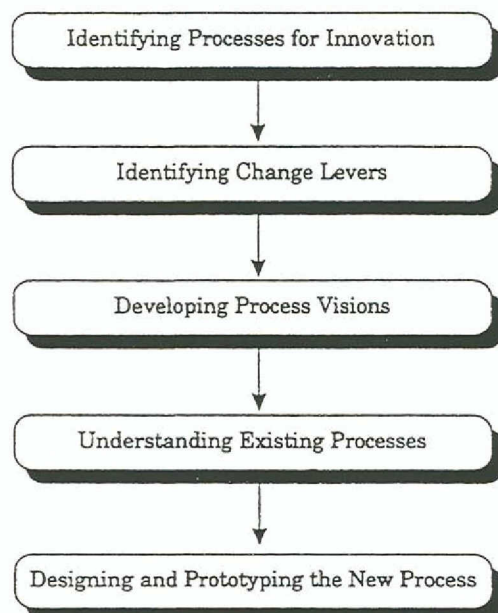 Identifying Processes for Innovation
Identifying Change Levers
Developing Process Visions
Understanding Existing Processes
Designing and Prototyping the New Process